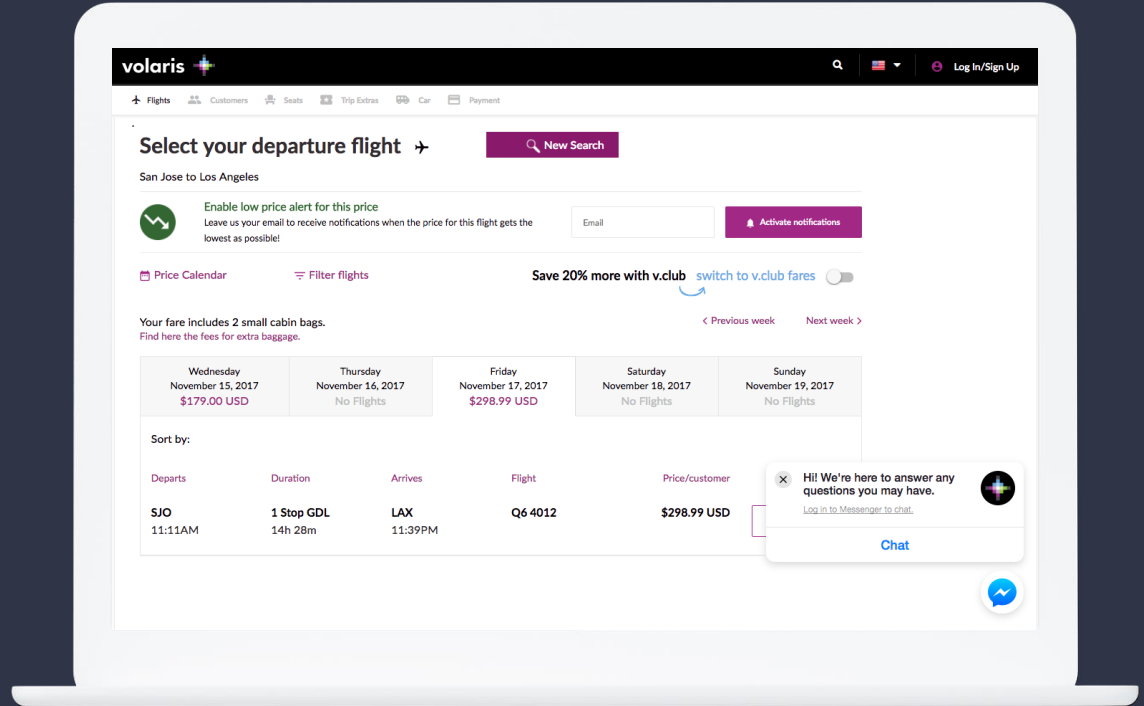 volaris
Log In/Sign Up
Flights Customers Seats Trip Extras Car Payment
Select your departure flight
New Search
San Jose to Los Angeles
Enable low price alert for this price
Leave us your email to receive notifications when the price for this flight gets the
lowest as possible!
Email
Activate notifications
Price Calendar
Filter flights
Save 20% more with v.club switch to v.club fares
Your fare includes 2 small cabin bags.
Find here the fees for extra baggage.
< Previous week
Next week >
Wednesday
November 15, 2017
$179.00 USD
Thursday
November 16, 2017
No Flights
Friday
November 17, 2017
$298.99 USD
Saturday
November 18, 2017
No Flights
Sunday
November 19, 2017
No Flights
Sort by:
Departs Duration Arrives Flight Price/customer
SJO 1 Stop GDL LAX Q6 4012 $298.99 USD
11:11AM 14h 28m 11:39PM
Hi! We're here to answer any
questions you may have.
Log in to Messenger to chat.
Chat